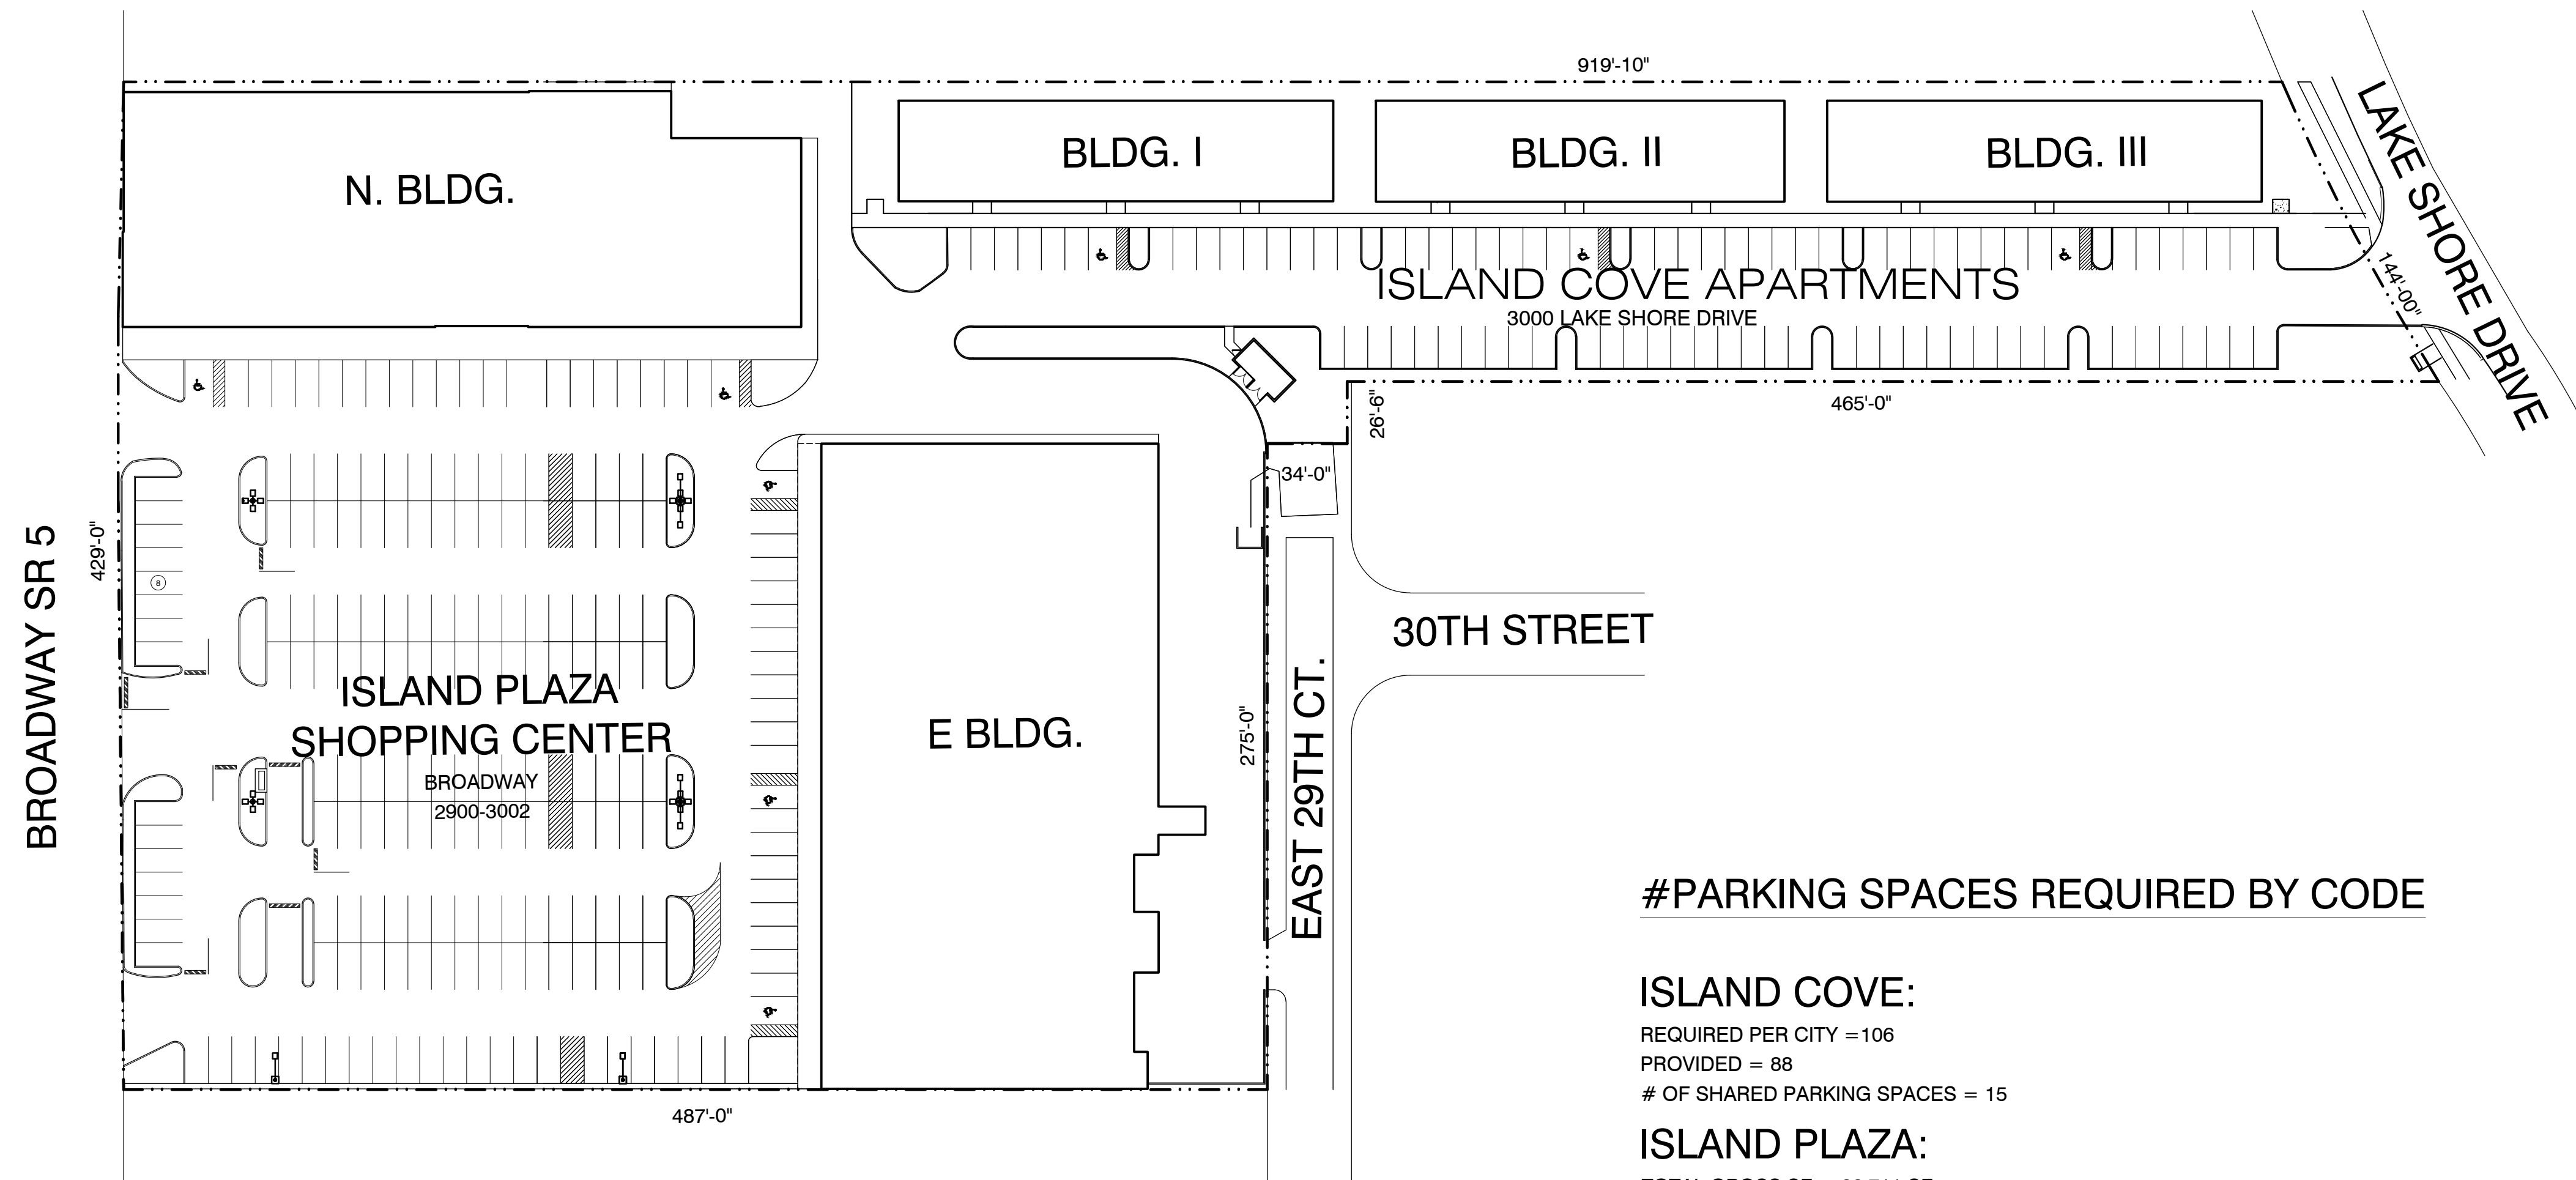 919'-10"
LAKE SHORE DRIVE
BLDG. I
BLDG. II
BLDG. III
N. BLDG.
144'-00"
ISLAND COVE APARTMENTS
3000 LAKE SHORE DRIVE
465'-0"
26'-6"
34'-0"
BROADWAY SR 5
429'-0"
8
30TH STREET
ISLAND PLAZA
SHOPPING CENTER
BROADWAY
2900-3002
E BLDG.
275'-0"
EAST 29TH CT.
487'-0"
#PARKING SPACES REQUIRED BY CODE
ISLAND COVE:
REQUIRED PER CITY =106
PROVIDED = 88
# OF SHARED PARKING SPACES = 15
ISLAND PLAZA: